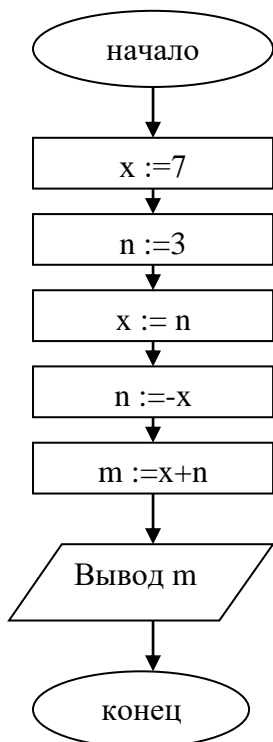 начало
x :=7
n :=3
x := n
n :=-x
m :=x+n
Вывод m
конец